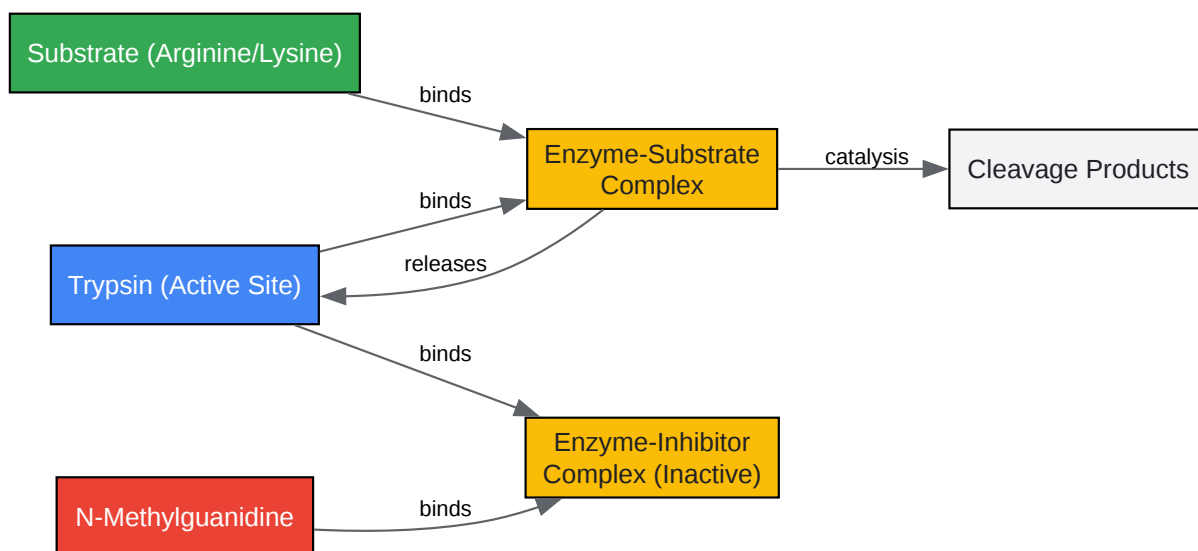 Substrate (Arginine/Lysine)
binds
Enzyme-Substrate
Complex
catalysis
Cleavage Products
binds
Trypsin (Active Site)
releases
binds
Enzyme-Inhibitor
Complex (Inactive)
N-Methylguanidine
binds